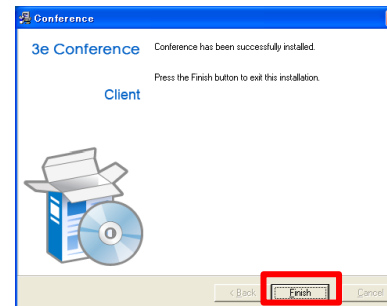 Conference
3e Conference
Client
Conference has been successfully installed.
Press the Finish button to exit this installation.
< Back
Finish
Cancel